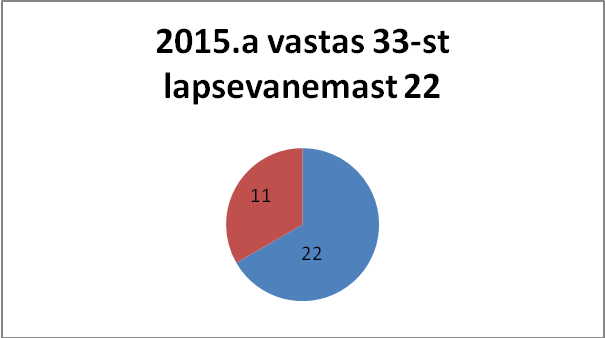 2015.a vastas 33-st
lapsevanemast 22
11
22